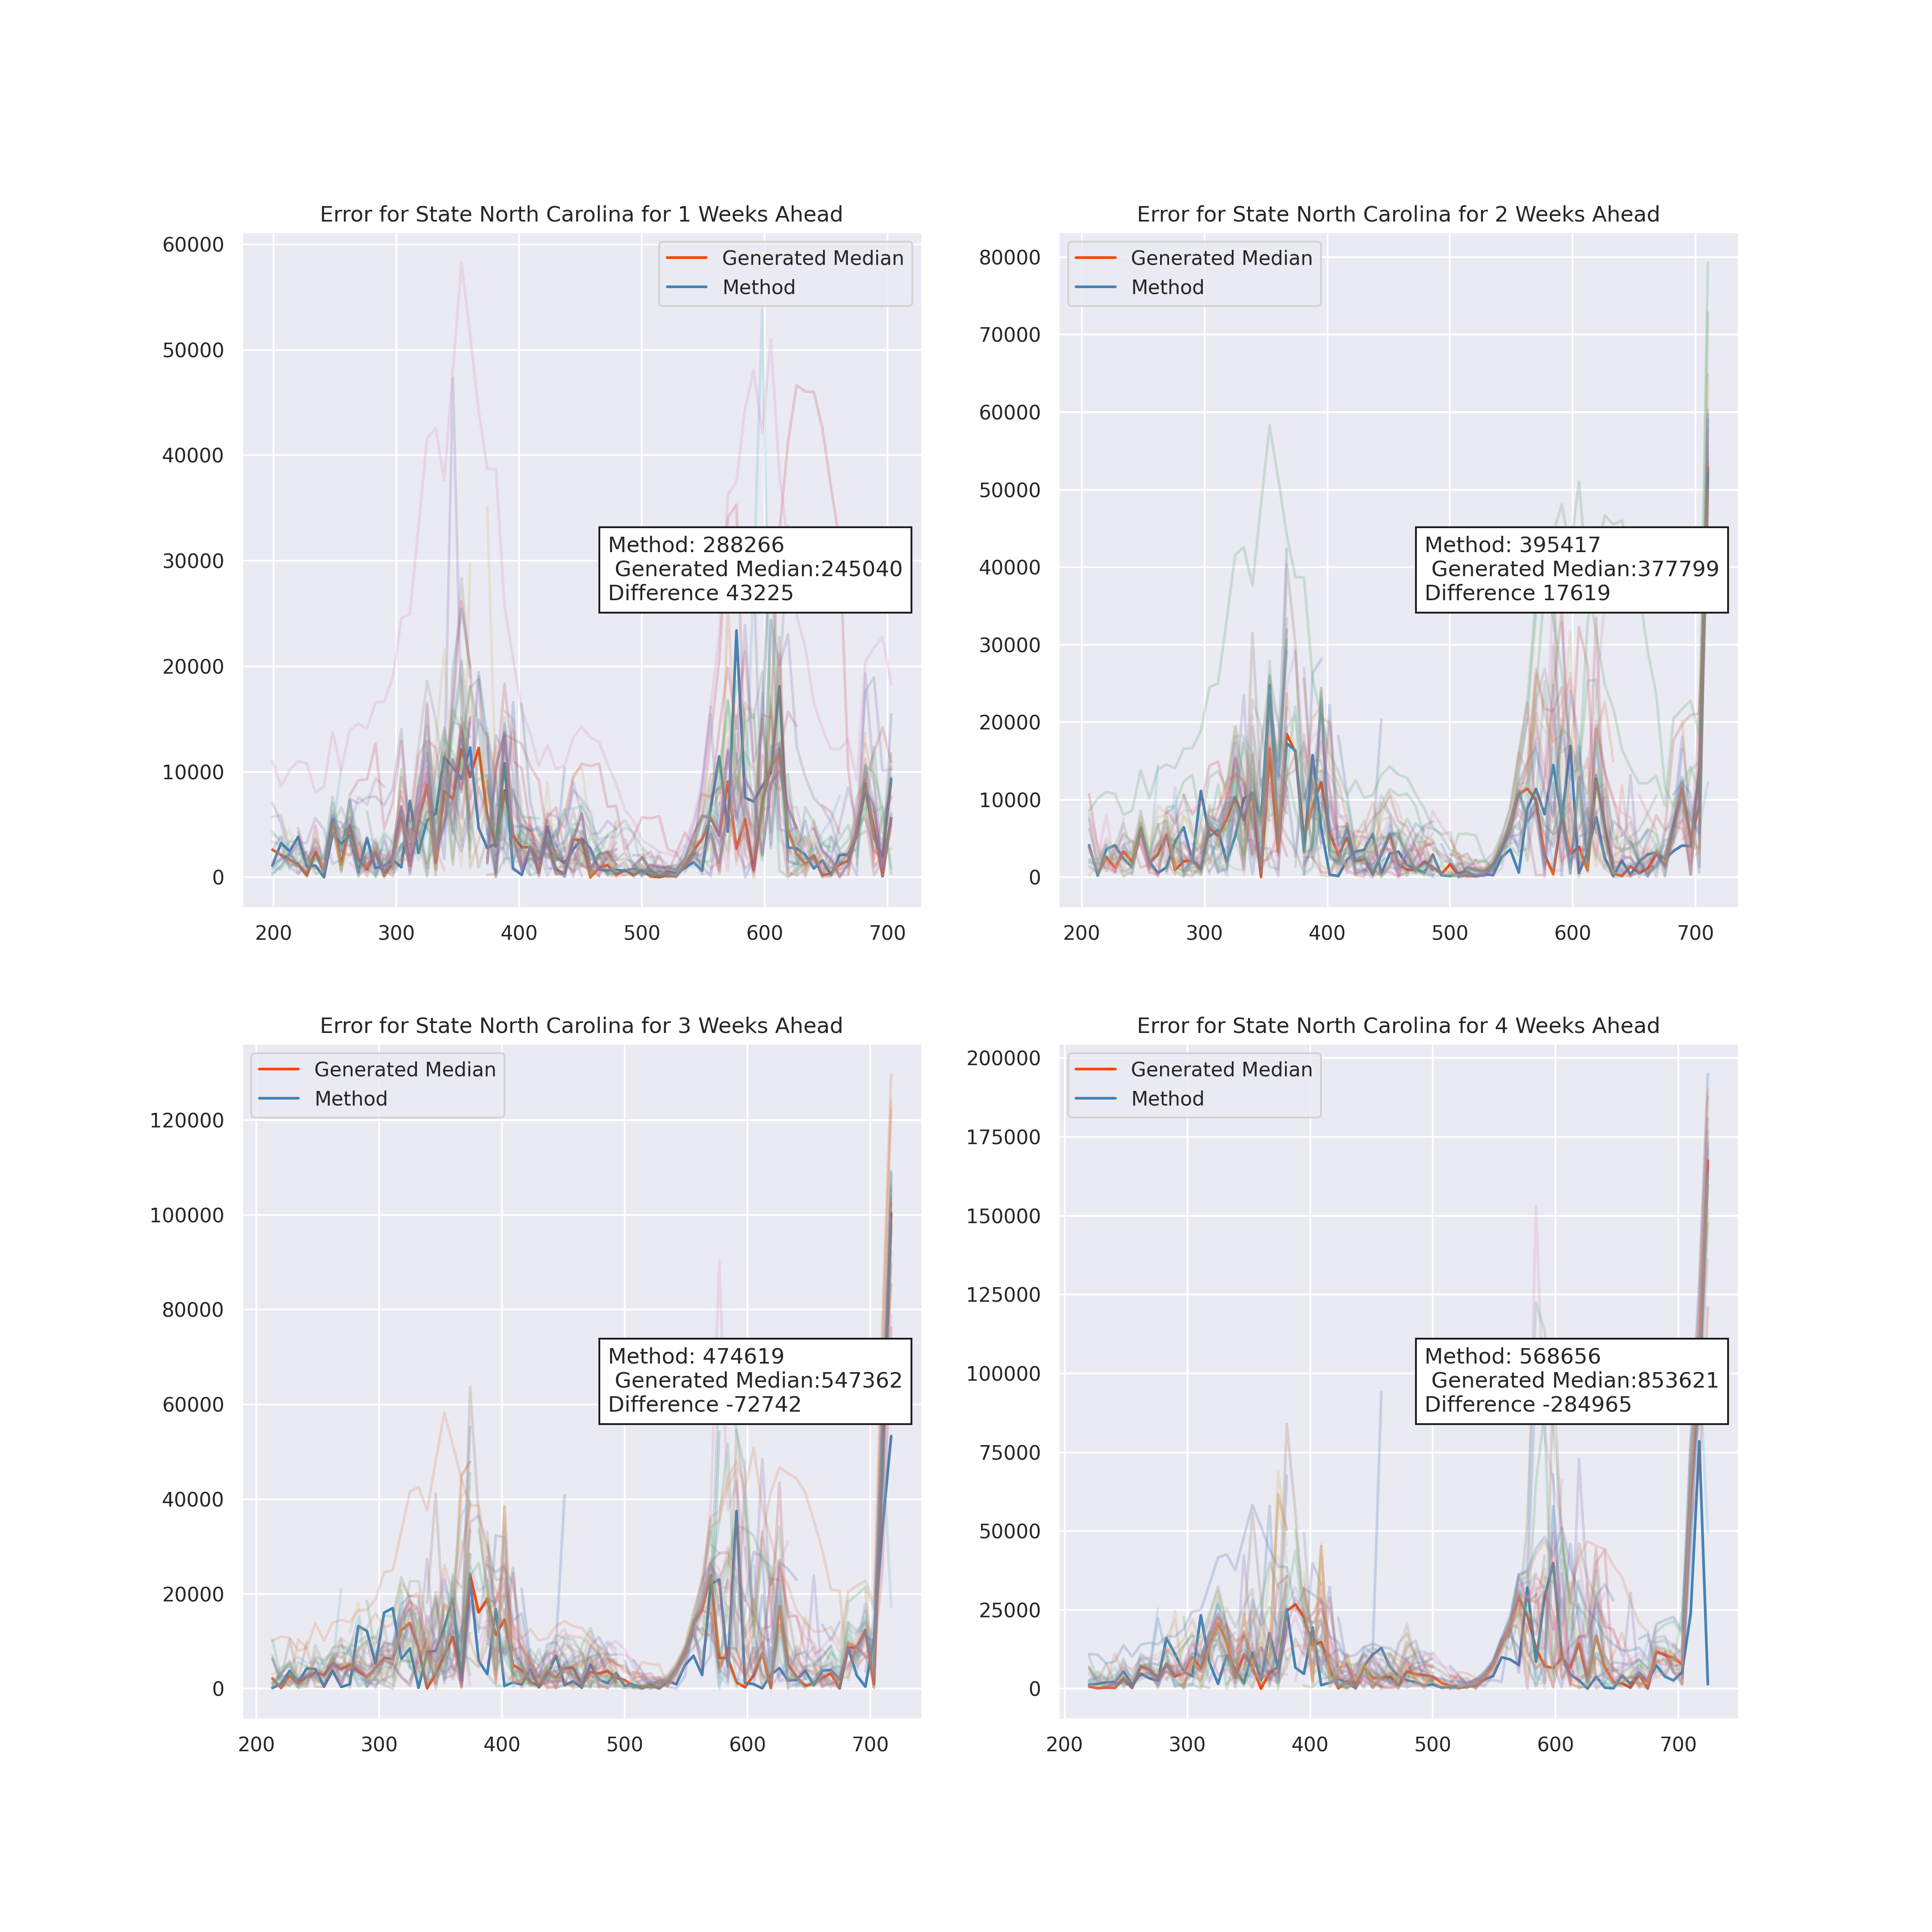 Error for State North Carolina for 1 Weeks Ahead
60000
50000
40000
30000
20000
10000
0
200 300 400 500 600 700
Generated Median
Method
Method: 288266
Generated Median:245040
Difference 43225
Error for State North Carolina for 2 Weeks Ahead
80000
70000
60000
50000
40000
30000
20000
10000
0
200 300 400 500 600 700
Generated Median
Method
Method: 395417
Generated Median:377799
Difference 17619
Error for State North Carolina for 3 Weeks Ahead
120000
100000
80000
60000
40000
20000
0
200 300 400 500 600 700
Generated Median
Method
Method: 474619
Generated Median:547362
Difference -72742
Error for State North Carolina for 4 Weeks Ahead
200000
175000
150000
125000
100000
75000
50000
25000
0
200 300 400 500 600 700
Generated Median
Method
Method: 568656
Generated Median:853621
Difference -284965